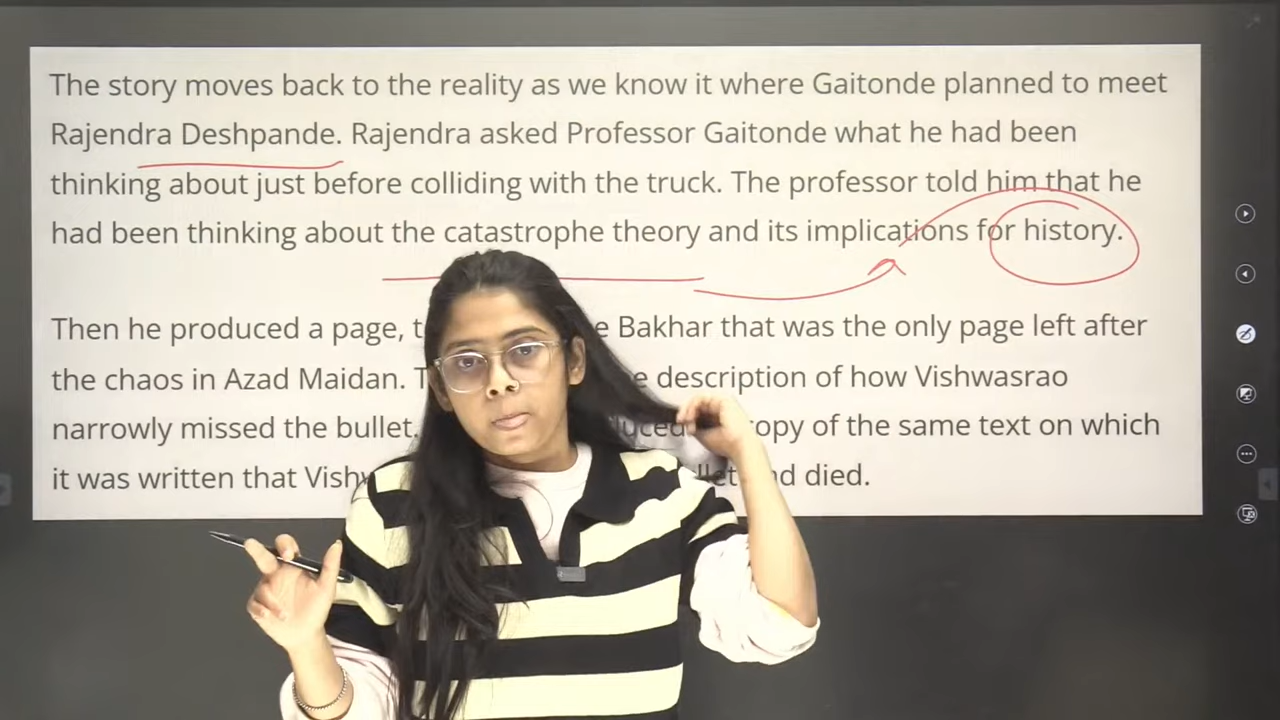 The story moves back to the reality as we know it where Gaitonde planned to meet
Rajendra Deshpande. Rajendra asked Professor Gaitonde what he had been
thinking about just before colliding with the truck. The professor told him that he
had been thinking about the catastrophe theory and its implications for history.
Then he produced a page, Bakhar that was the only page left after
the chaos in Azad Maidan. description of how Vishwasrao
narrowly missed the bullet. copy of the same text on which
it was written that died.